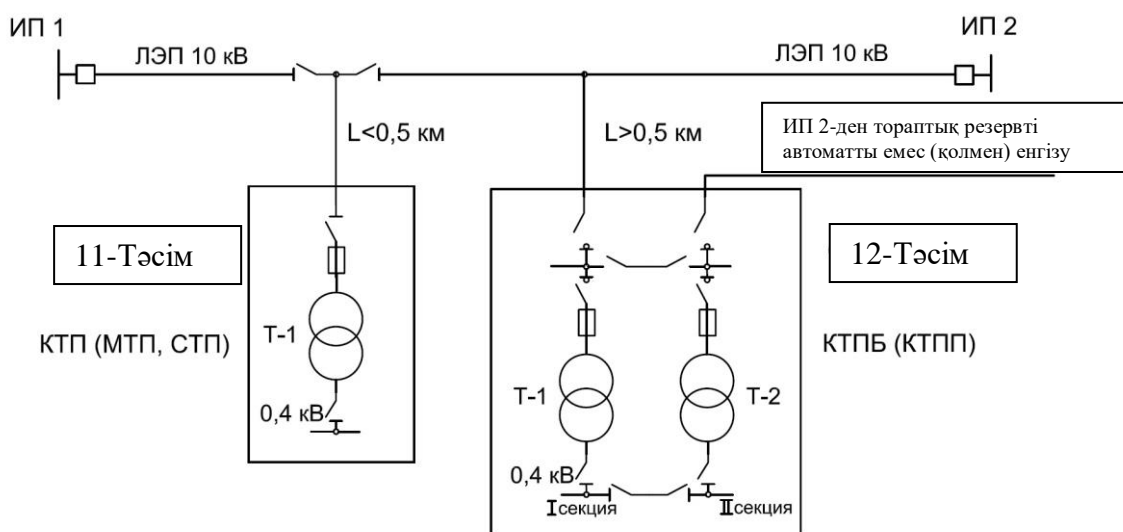 ИП 1
ИП 2
ЛЭП 10 кВ
ЛЭП 10 кВ
L<0,5 км
L>0,5 км
ИП 2-ден тораптық резервті
автоматты емес (қолмен) енгізу
11-Тәсім
12-Тәсім
КТП (МТП, СТП)
Т-1
0,4 кВ
Т-1
Т-2
КТПБ (КТПП)
0,4 кВ
I секция
II секция